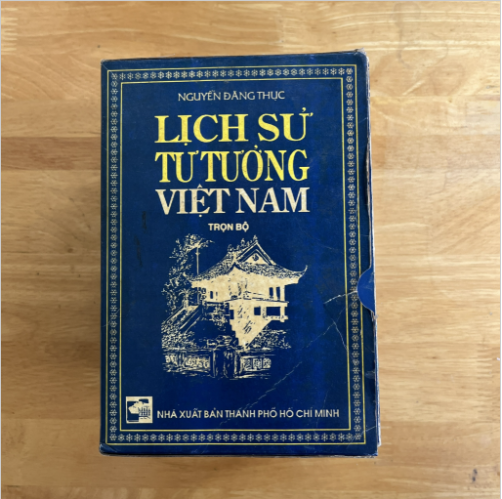 NGUYỄN ĐĂNG THỤC
LỊCH SỬ
TƯ TƯỞNG
VIỆT NAM
TRỌN BỘ
NHÀ XUẤT BẢN THÀNH PHỐ HỒ CHÍ MINH